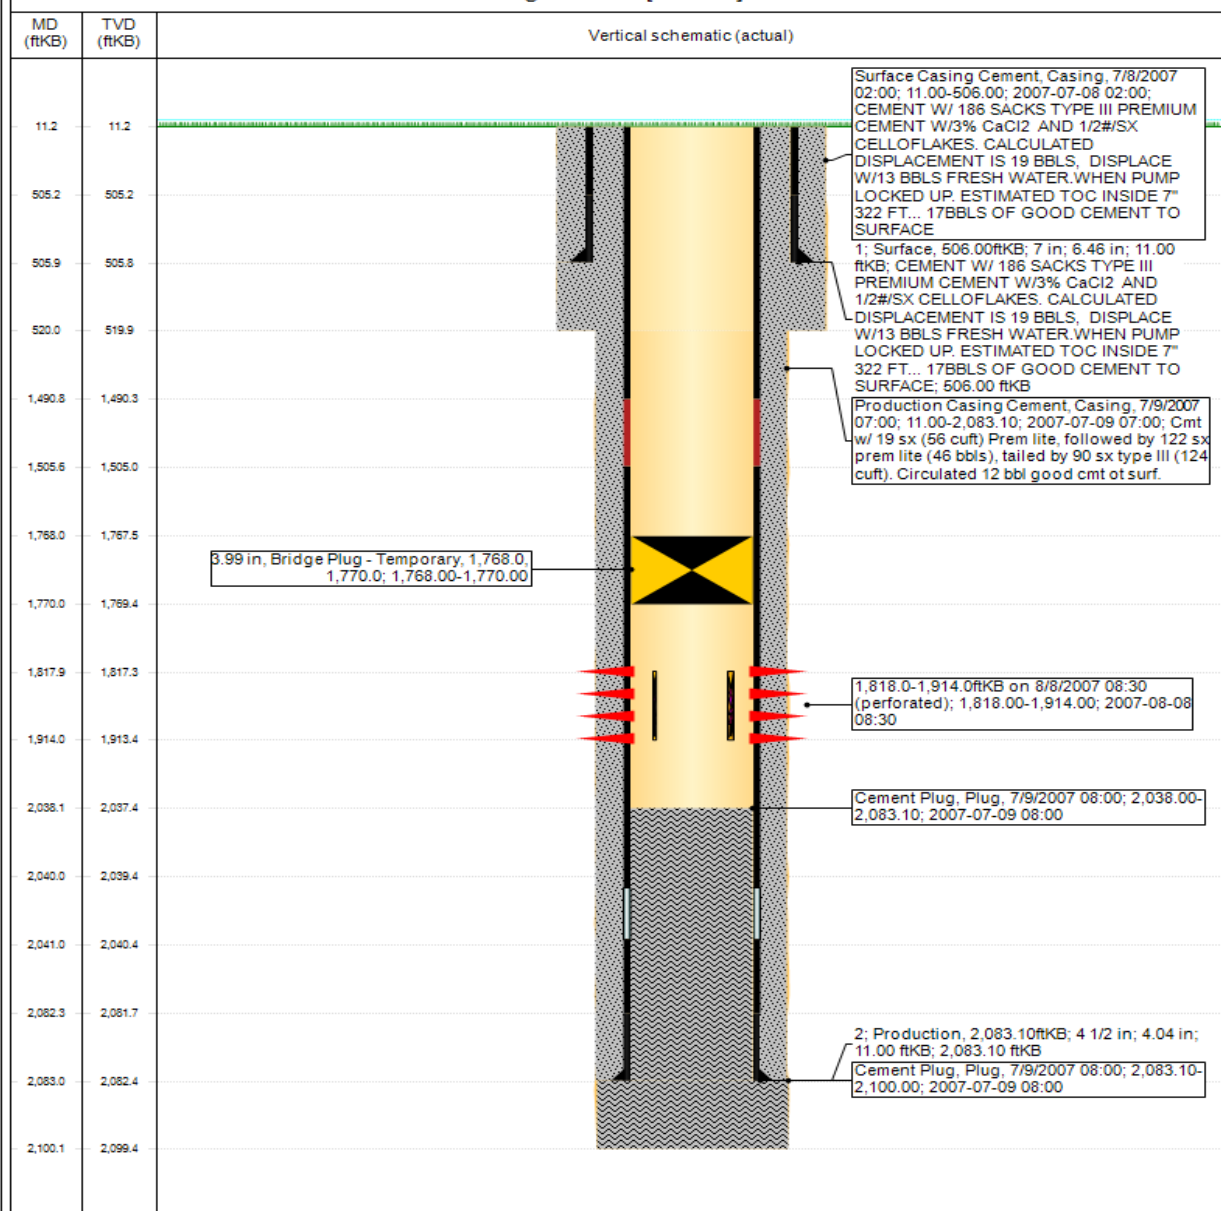 MD
(ftKB)
TVD
(ftKB)
Vertical schematic (actual)
11.2 11.2
505.2 505.2
505.9 505.8
520.0 519.9
1,490.8 1,490.3
1,505.6 1,505.0
1,768.0 1,767.5
1,770.0 1,769.4
1,817.9 1,817.3
1,914.0 1,913.4
2,038.1 2,037.4
2,040.0 2,039.4
2,041.0 2,040.4
2,082.3 2,081.7
2,083.0 2,082.4
2,100.1 2,099.4
3.99 in, Bridge Plug - Temporary, 1,768.0,
1,770.0; 1,768.00-1,770.00
Surface Casing Cement, Casing, 7/8/2007
02:00; 11.00-506.00; 2007-07-08 02:00;
CEMENT W/ 186 SACKS TYPE III PREMIUM
CEMENT W/3% CaCl2 AND 1/2#/SX
CELLOFLAKES. CALCULATED
DISPLACEMENT IS 19 BBLS, DISPLACE
W/13 BBLS FRESH WATER.WHEN PUMP
LOCKED UP. ESTIMATED TOC INSIDE 7"
322 FT... 17BBLS OF GOOD CEMENT TO
SURFACE
1; Surface, 506.00ftKB; 7 in; 6.46 in; 11.00
ftKB; CEMENT W/ 186 SACKS TYPE III
PREMIUM CEMENT W/3% CaCl2 AND
1/2#/SX CELLOFLAKES. CALCULATED
DISPLACEMENT IS 19 BBLS, DISPLACE
W/13 BBLS FRESH WATER.WHEN PUMP
LOCKED UP. ESTIMATED TOC INSIDE 7"
322 FT... 17BBLS OF GOOD CEMENT TO
SURFACE; 506.00 ftKB
Production Casing Cement, Casing, 7/9/2007
07:00; 11.00-2,083.10; 2007-07-09 07:00; Cmt
w/ 19 sx (56 cuft) Prem lite, followed by 122 sx
prem lite (46 bbls), tailed by 90 sx type III (124
cuft). Circulated 12 bbl good cmt ot surf.
1,818.0-1,914.0ftKB on 8/8/2007 08:30
(perforated); 1,818.00-1,914.00; 2007-08-08
08:30
Cement Plug, Plug, 7/9/2007 08:00; 2,038.00-
2,083.10; 2007-07-09 08:00
2; Production, 2,083.10ftKB; 4 1/2 in; 4.04 in;
11.00 ftKB; 2,083.10 ftKB
Cement Plug, Plug, 7/9/2007 08:00; 2,083.10-
2,100.00; 2007-07-09 08:00